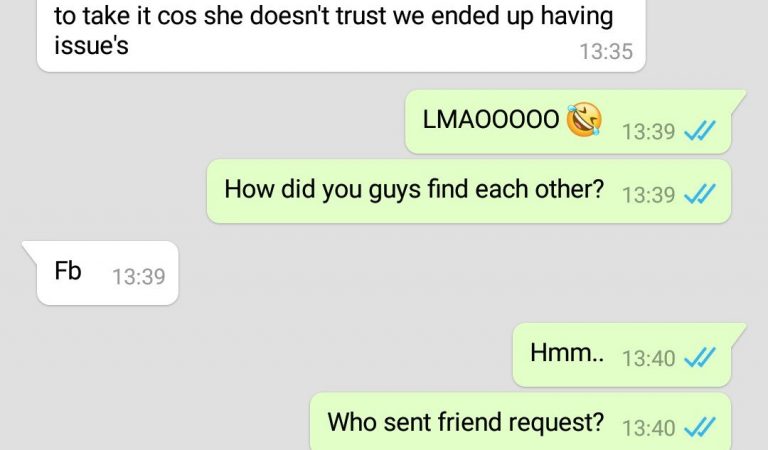 to take it cos she doesn't trust we ended up having
issue's
13:35
LMAOOOOO 🤣 13:39
How did you guys find each other? 13:39
Fb 13:39
Hmm.. 13:40
Who sent friend request? 13:40